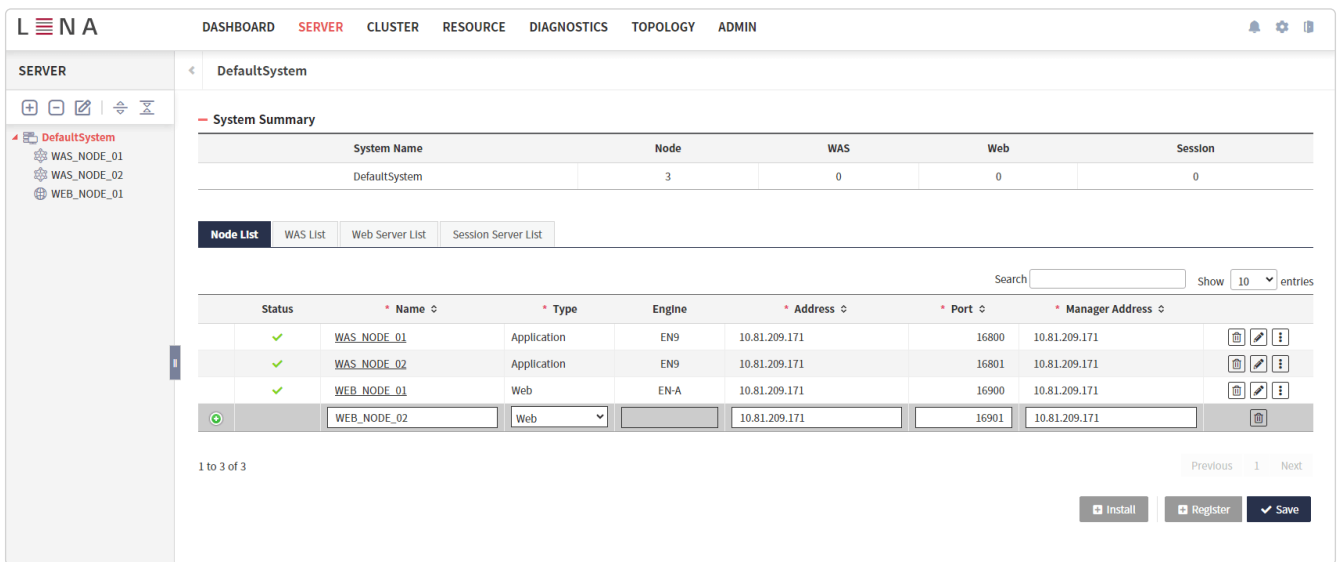 LENA DASHBOARD SERVER CLUSTER RESOURCE DIAGNOSTICS TOPOLOGY ADMIN
SERVER DefaultSystem
DefaultSystem
WAS_NODE_01
WAS_NODE_02
WEB_NODE_01
System Summary
System Name Node WAS Web Session
DefaultSystem 3 0 0 0
Node List WAS List Web Server List Session Server List
Search Show 10 entries
Status * Name * Type Engine * Address * Port * Manager Address
WAS_NODE_01 Application EN9 10.81.209.171 16800 10.81.209.171
WAS_NODE_02 Application EN9 10.81.209.171 16801 10.81.209.171
WEB_NODE_01 Web EN-A 10.81.209.171 16900 10.81.209.171
WEB_NODE_02 Web 10.81.209.171 16901 10.81.209.171
1 to 3 of 3 Previous 1 Next
Install Register Save